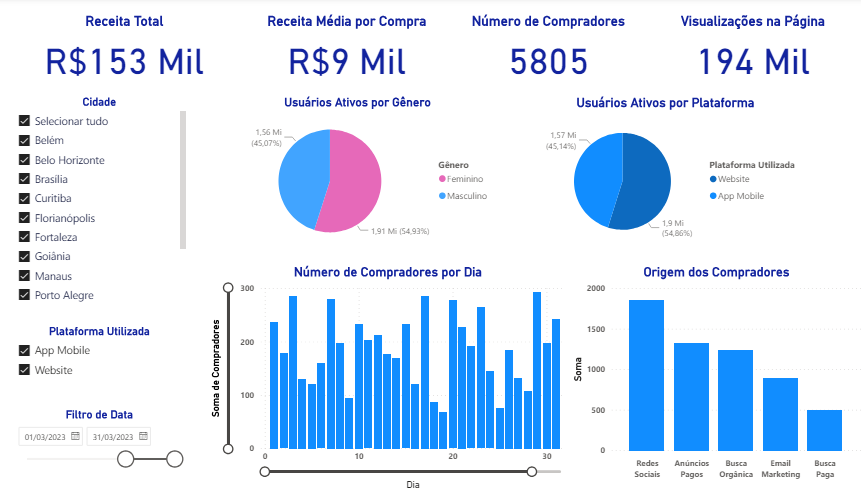 Receita Total
R$153 Mil
Receita Média por Compra
R$9 Mil
Número de Compradores
5805
Visualizações na Página
194 Mil
Cidade
Selecionar tudo
Belém
Belo Horizonte
Brasília
Curitiba
Florianópolis
Fortaleza
Goiânia
Manaus
Porto Alegre
Plataforma Utilizada
App Mobile
Website
Filtro de Data
01/03/2023
31/03/2023
Usuários Ativos por Gênero
1,56 Mi
(45,07%)
1,91 Mi (54,93%)
Gênero
Feminino
Masculino
Usuários Ativos por Plataforma
1,57 Mi
(45,14%)
1,9 Mi
(54,86%)
Plataforma Utilizada
Website
App Mobile
Número de Compradores por Dia
Soma de Compradores
300
200
100
0
0
10
20
30
Dia
Origem dos Compradores
Soma
2000
1500
1000
500
0
Redes
Sociais
Anúncios
Pagos
Busca
Orgânica
Email
Marketing
Busca
Paga